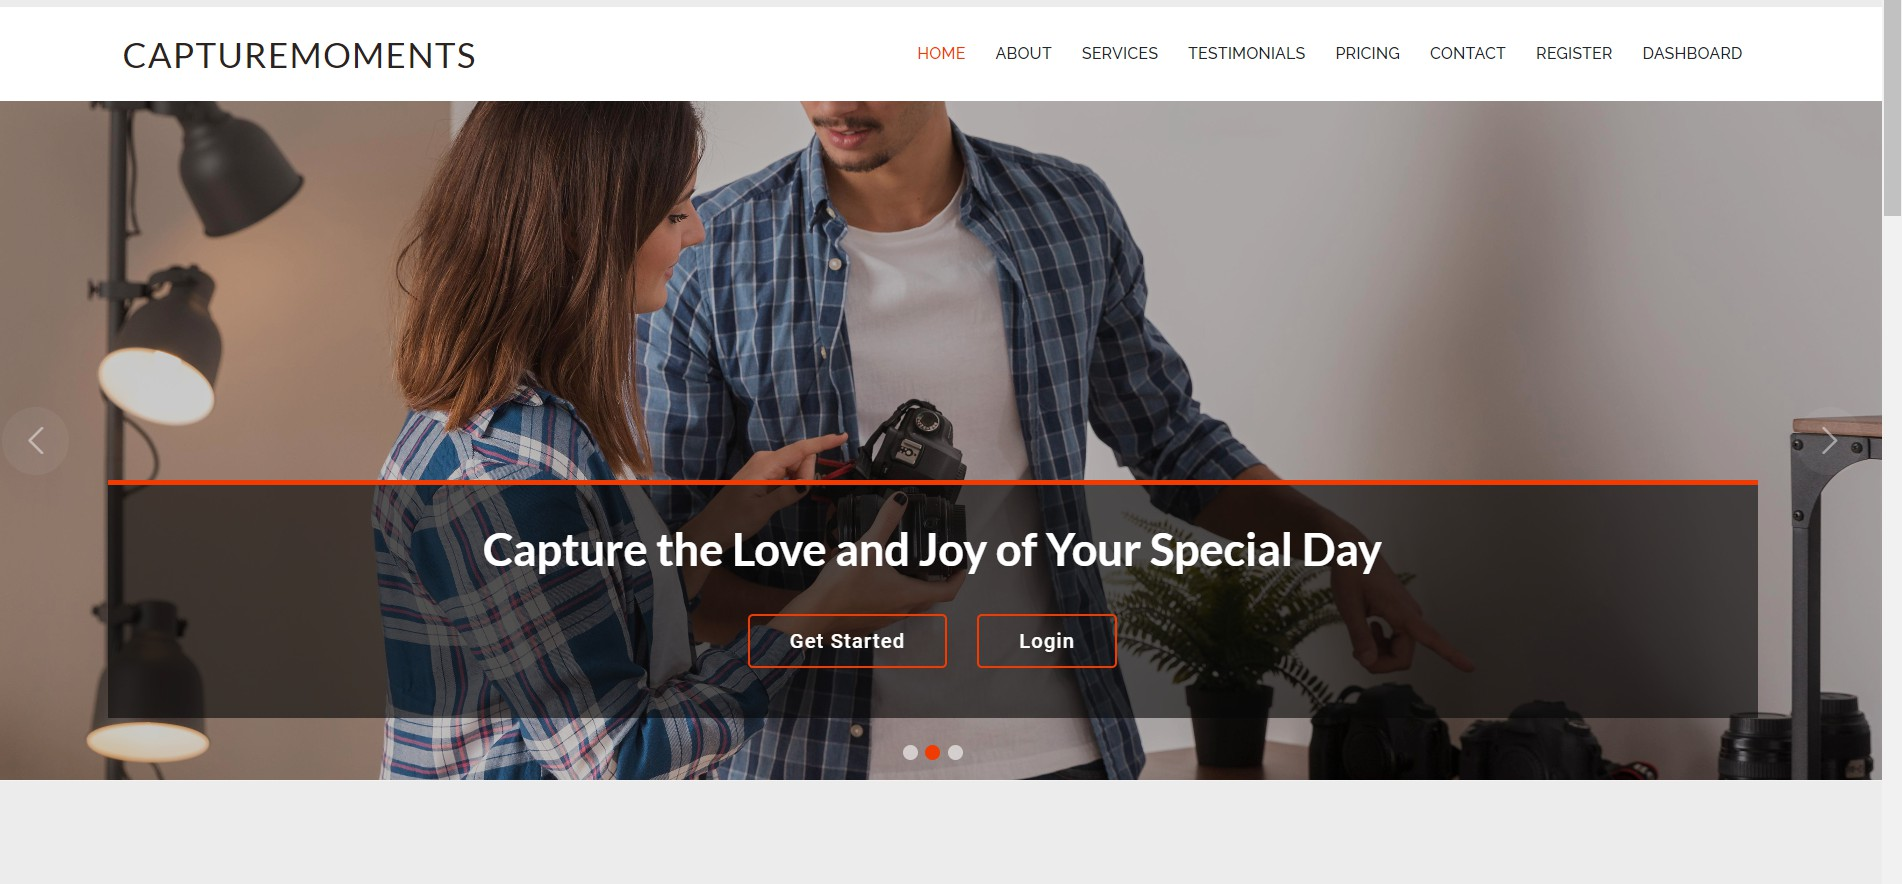 CAPTUREMOMENTS
HOME ABOUT SERVICES TESTIMONIALS PRICING CONTACT REGISTER DASHBOARD
Capture the Love and Joy of Your Special Day
Get Started Login